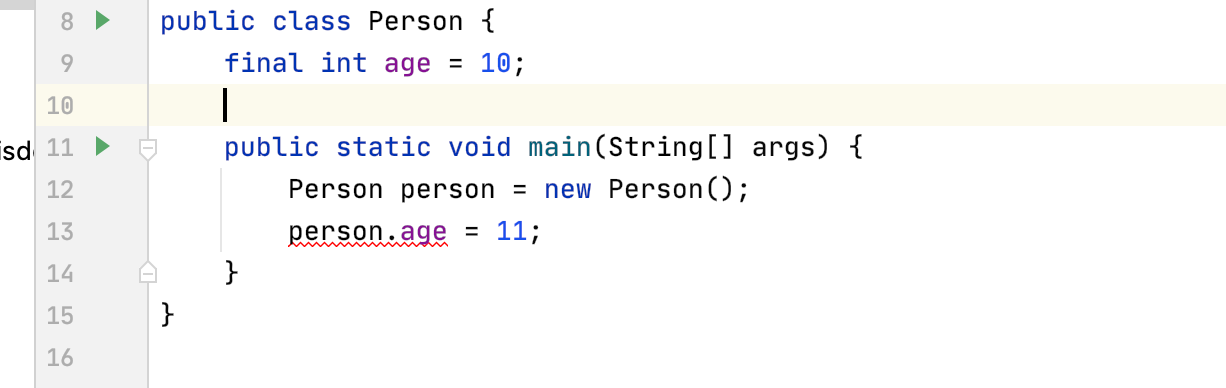 8 public class Person {
9 final int age = 10;
10
11 public static void main(String[] args) {
12 Person person = new Person();
13 person.age = 11;
14 }
15 }
16